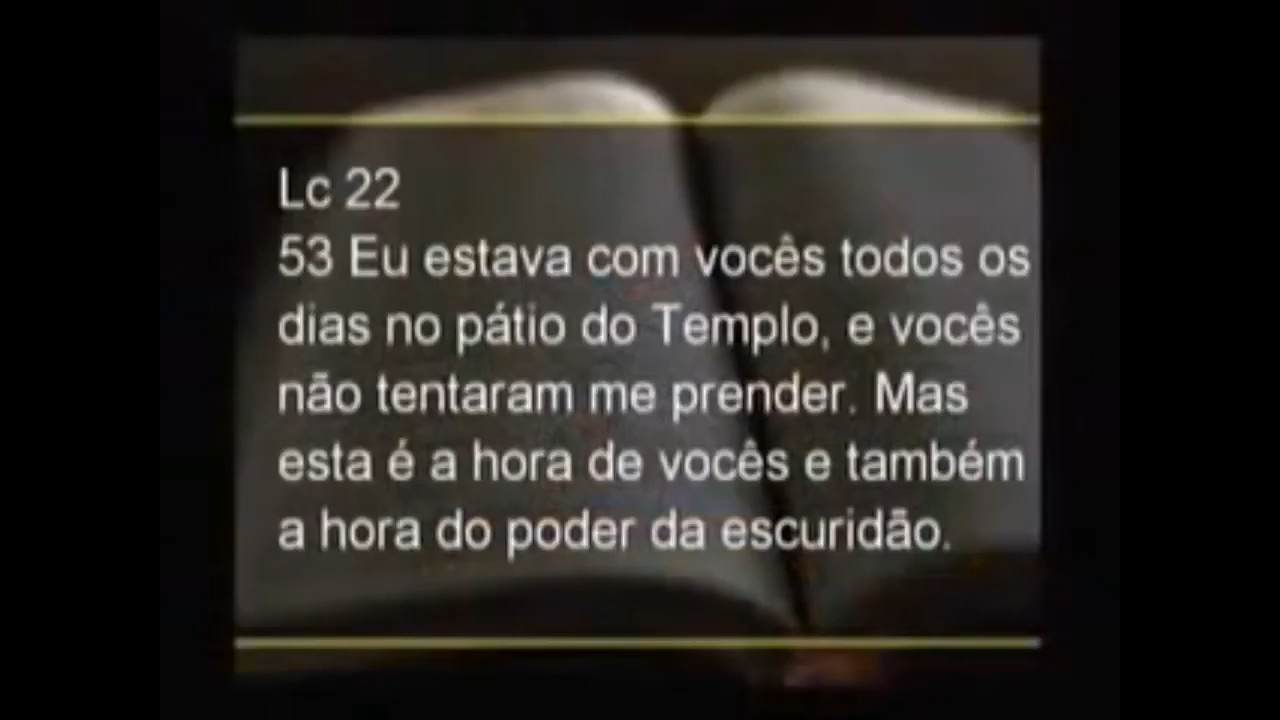 Lc 22
53 Eu estava com vocês todos os
dias no pátio do Templo, e vocês
não tentaram me prender. Mas
esta é a hora de vocês e também
a hora do poder da escuridão.